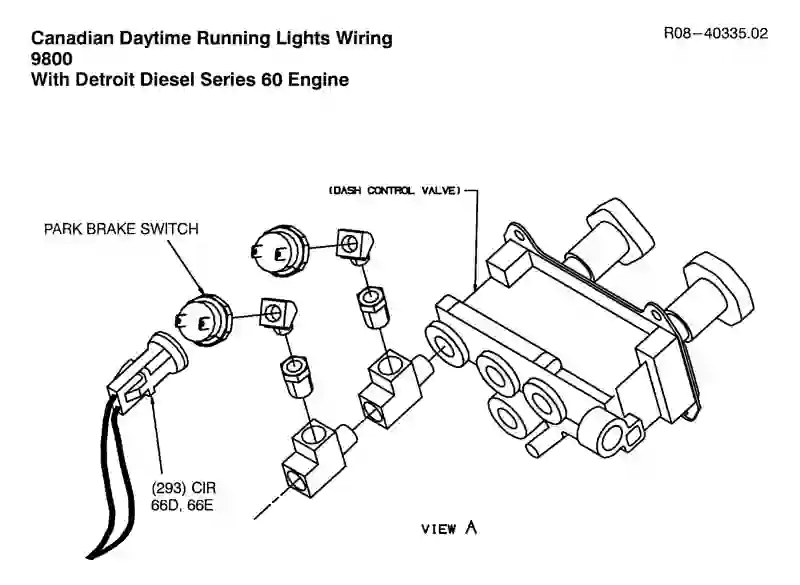 Canadian Daytime Running Lights Wiring
9800
With Detroit Diesel Series 60 Engine
R08-40335.02
(DASH CONTROL VALVE)
PARK BRAKE SWITCH
(293) CIR
66D, 66E
VIEW A